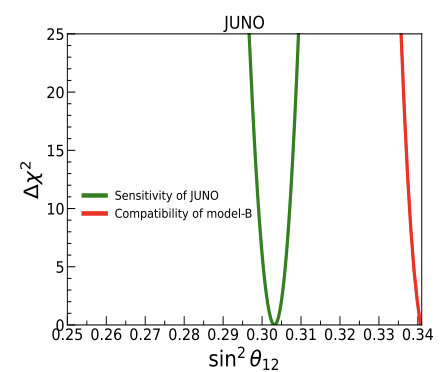 JUNO
25
20
15
10
5
0
Δχ²
Sensitivity of JUNO
Compatibility of model-B
0.25 0.26 0.27 0.28 0.29 0.30 0.31 0.32 0.33 0.34
sin² θ₁₂